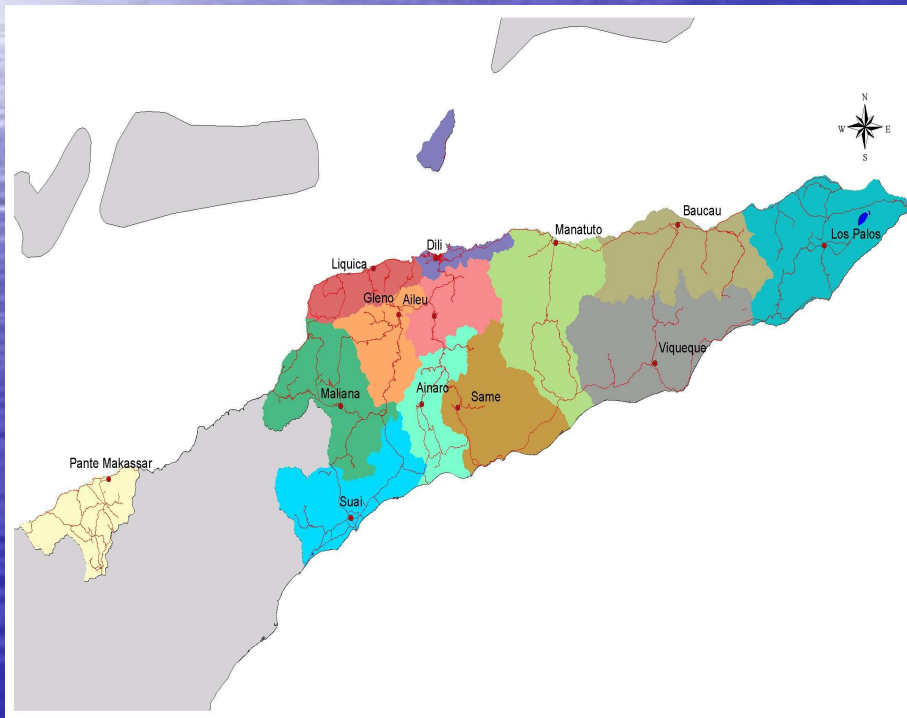 N
W E
S
Baucau
Manatuto
Los Palos
Dili
Liquica
Gleno
Aileu
Viqueque
Maliana
Ainaro
Same
Pante Makassar
Suai